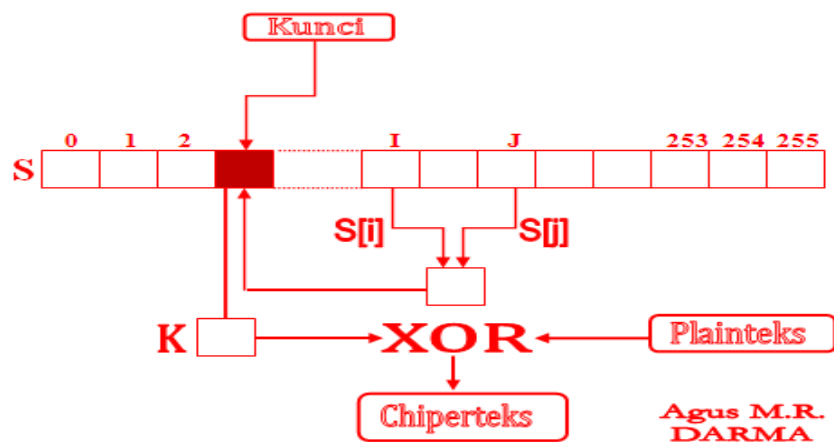 Kunci
0 1 2 I J 253 254 255
S
S[i] S[j]
K XOR Plainteks
Chiperteks
Agus M.R.
DARMA